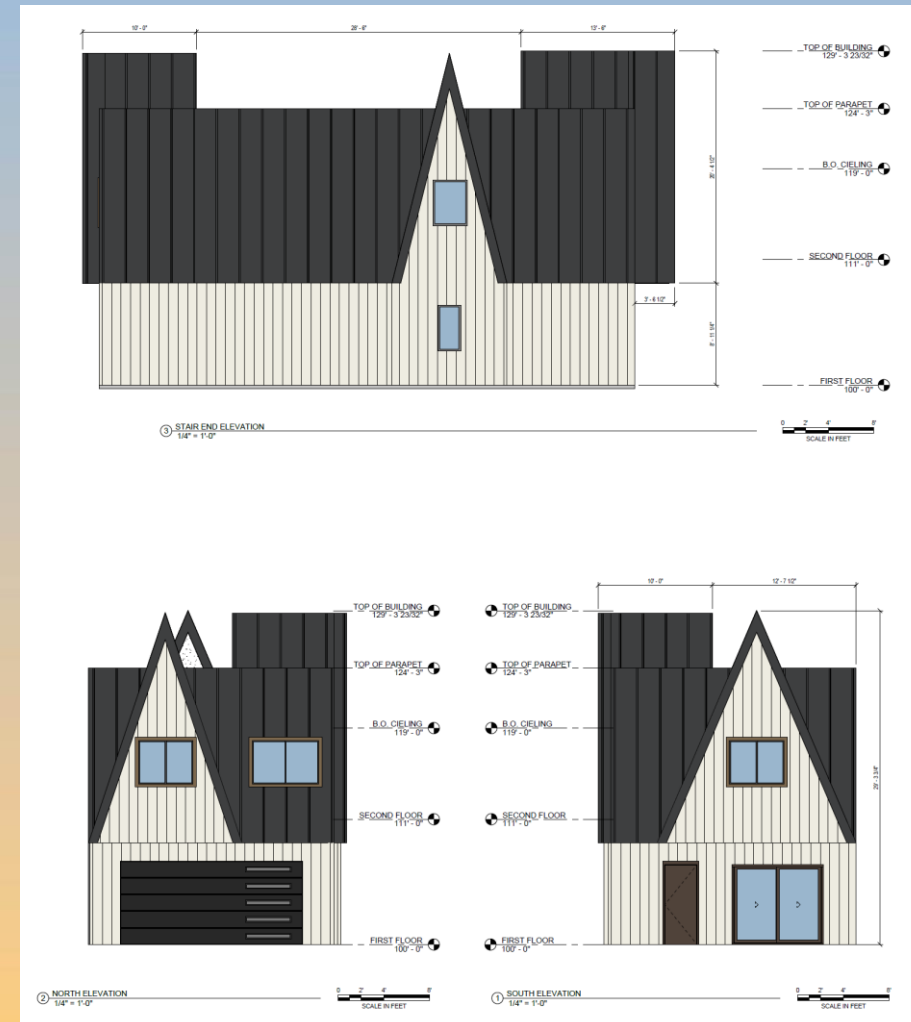 10' - 0"
28' - 6"
13' - 6"
TOP OF BUILDING
129' - 3 23/32"
TOP OF PARAPET
124' - 3"
B.O. CIELING
119' - 0"
SECOND FLOOR
111' - 0"
FIRST FLOOR
100' - 0"
20' - 4 1/2"
3' - 6 1/2"
8' - 11 1/4"
3 STAIR END ELEVATION
1/4" = 1'-0"
0 2' 4' 8'
SCALE IN FEET
TOP OF BUILDING
129' - 3 23/32"
TOP OF PARAPET
124' - 3"
B.O. CIELING
119' - 0"
SECOND FLOOR
111' - 0"
FIRST FLOOR
100' - 0"
2 NORTH ELEVATION
1/4" = 1'-0"
0 2' 4' 8'
SCALE IN FEET
10' - 0"
12' - 7 1/2"
TOP OF BUILDING
129' - 3 23/32"
TOP OF PARAPET
124' - 3"
B.O. CIELING
119' - 0"
SECOND FLOOR
111' - 0"
FIRST FLOOR
100' - 0"
29' - 3 3/4"
1 SOUTH ELEVATION
1/4" = 1'-0"
0 2' 4' 8'
SCALE IN FEET